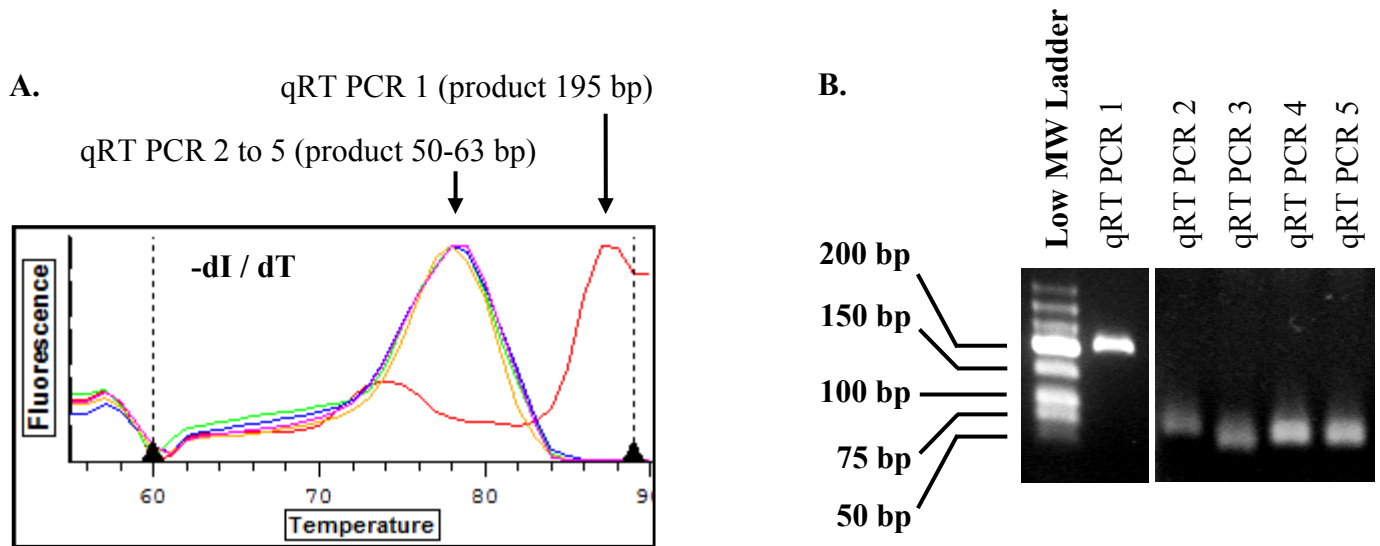 A.
qRT PCR 1 (product 195 bp)
qRT PCR 2 to 5 (product 50-63 bp)
-dI / dT
Fluorescence
60
70
80
Temperature
B.
Low MW Ladder
qRT PCR 1
qRT PCR 2
qRT PCR 3
qRT PCR 4
qRT PCR 5
200 bp
150 bp
100 bp
75 bp
50 bp